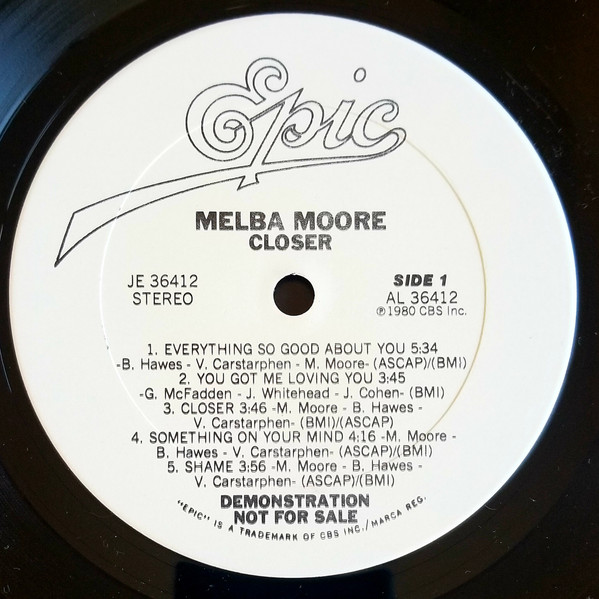 Epic
MELBA MOORE
CLOSER
JE 36412
STEREO
SIDE 1
AL 36412
℗1980 CBS Inc.
1. EVERYTHING SO GOOD ABOUT YOU 5:34
-B. Hawes - V. Carstarphen - M. Moore- (ASCAP)/(BMI)
2. YOU GOT ME LOVING YOU 3:45
-G. McFadden - J. Whitehead - J. Cohen- (BMI)
3. CLOSER 3:46 -M. Moore - B. Hawes -
V. Carstarphen- (BMI)/(ASCAP)
4. SOMETHING ON YOUR MIND 4:16 -M. Moore -
B. Hawes - V. Carstarphen- (ASCAP)/(BMI)
5. SHAME 3:56 -M. Moore - B. Hawes -
V. Carstarphen- (ASCAP)/(BMI)
DEMONSTRATION
NOT FOR SALE
"EPIC" IS A TRADEMARK OF CBS INC./MARCA REG.